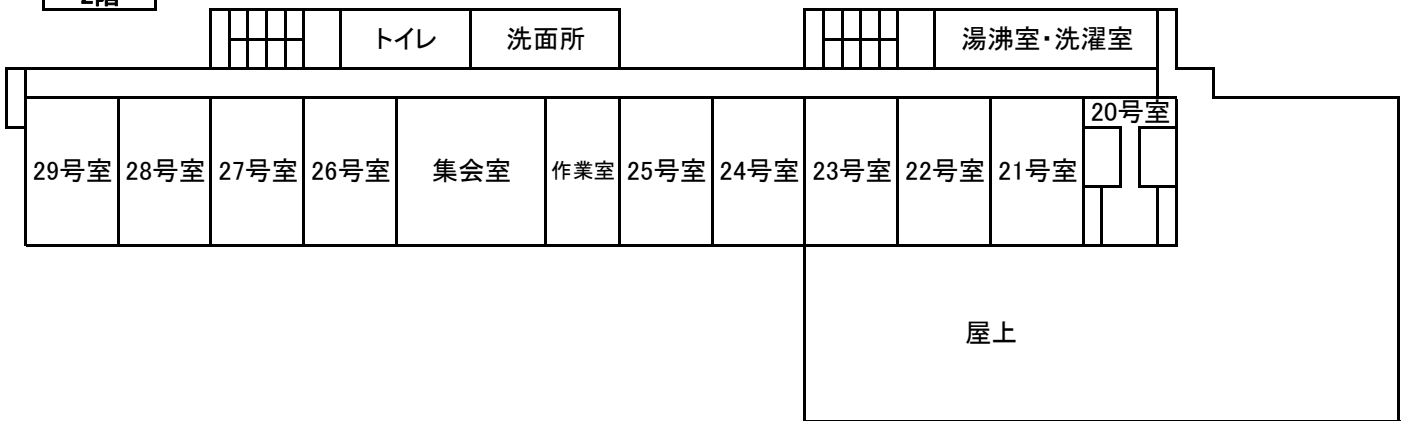 2階
トイレ
洗面所
湯沸室・洗濯室
20号室
29号室
28号室
27号室
26号室
集会室
作業室
25号室
24号室
23号室
22号室
21号室
屋上